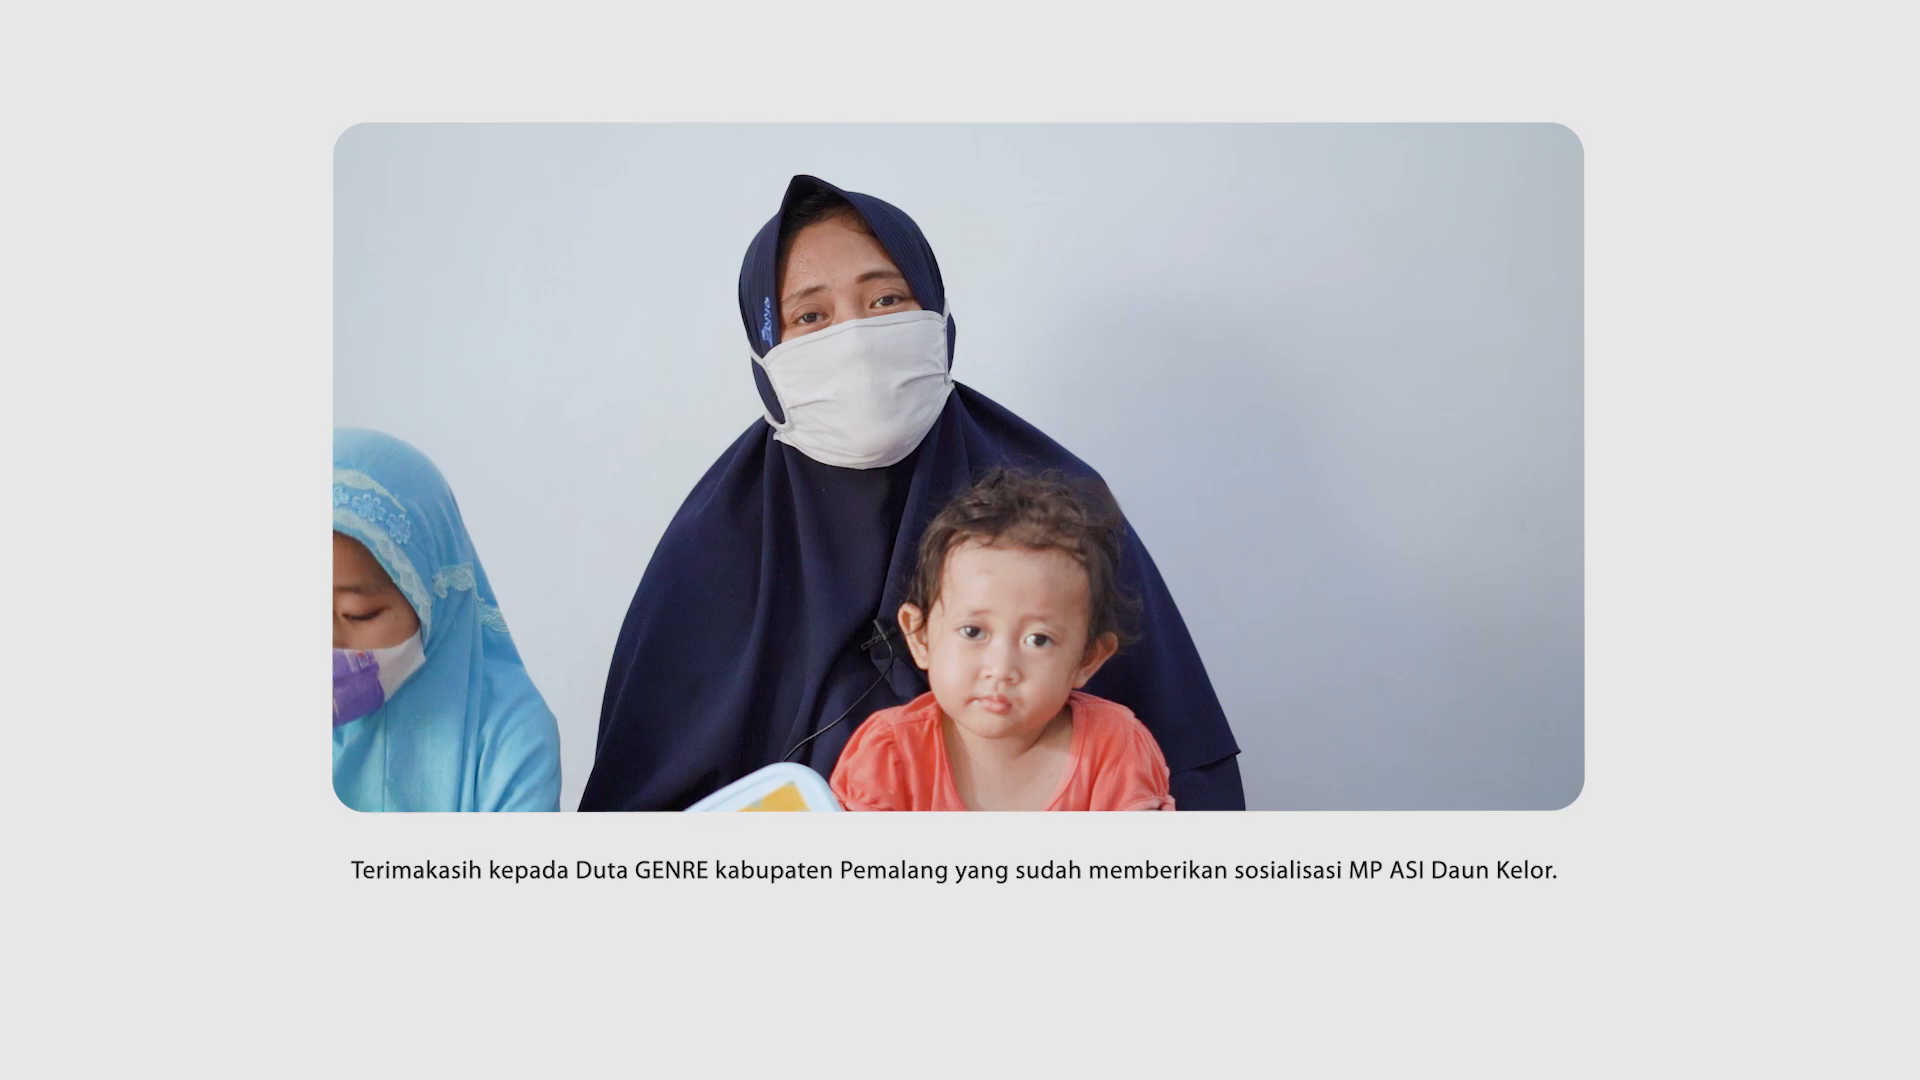 Terimakasih kepada Duta GENRE kabupaten Pemalang yang sudah memberikan sosialisasi MP ASI Daun Kelor.